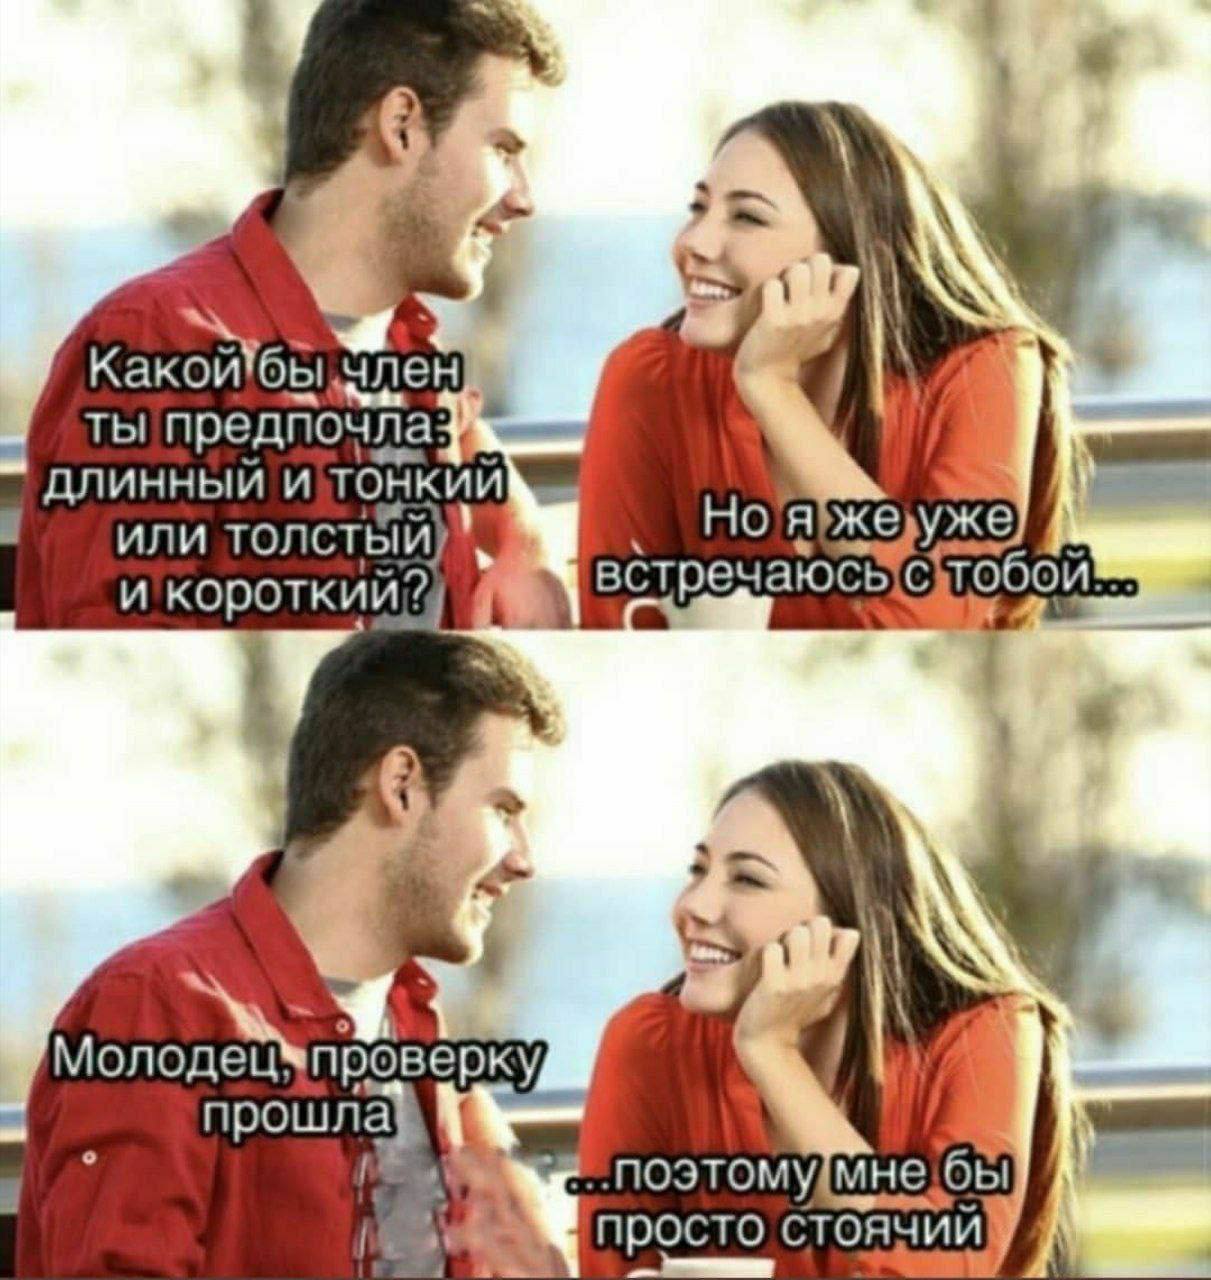 Какой бы член
ты предпочла:
длинный и тонкий
или толстый
и короткий?
Но я же уже
встречаюсь с тобой...
Молодец, проверку
прошла
...поэтому мне бы
просто стоячий